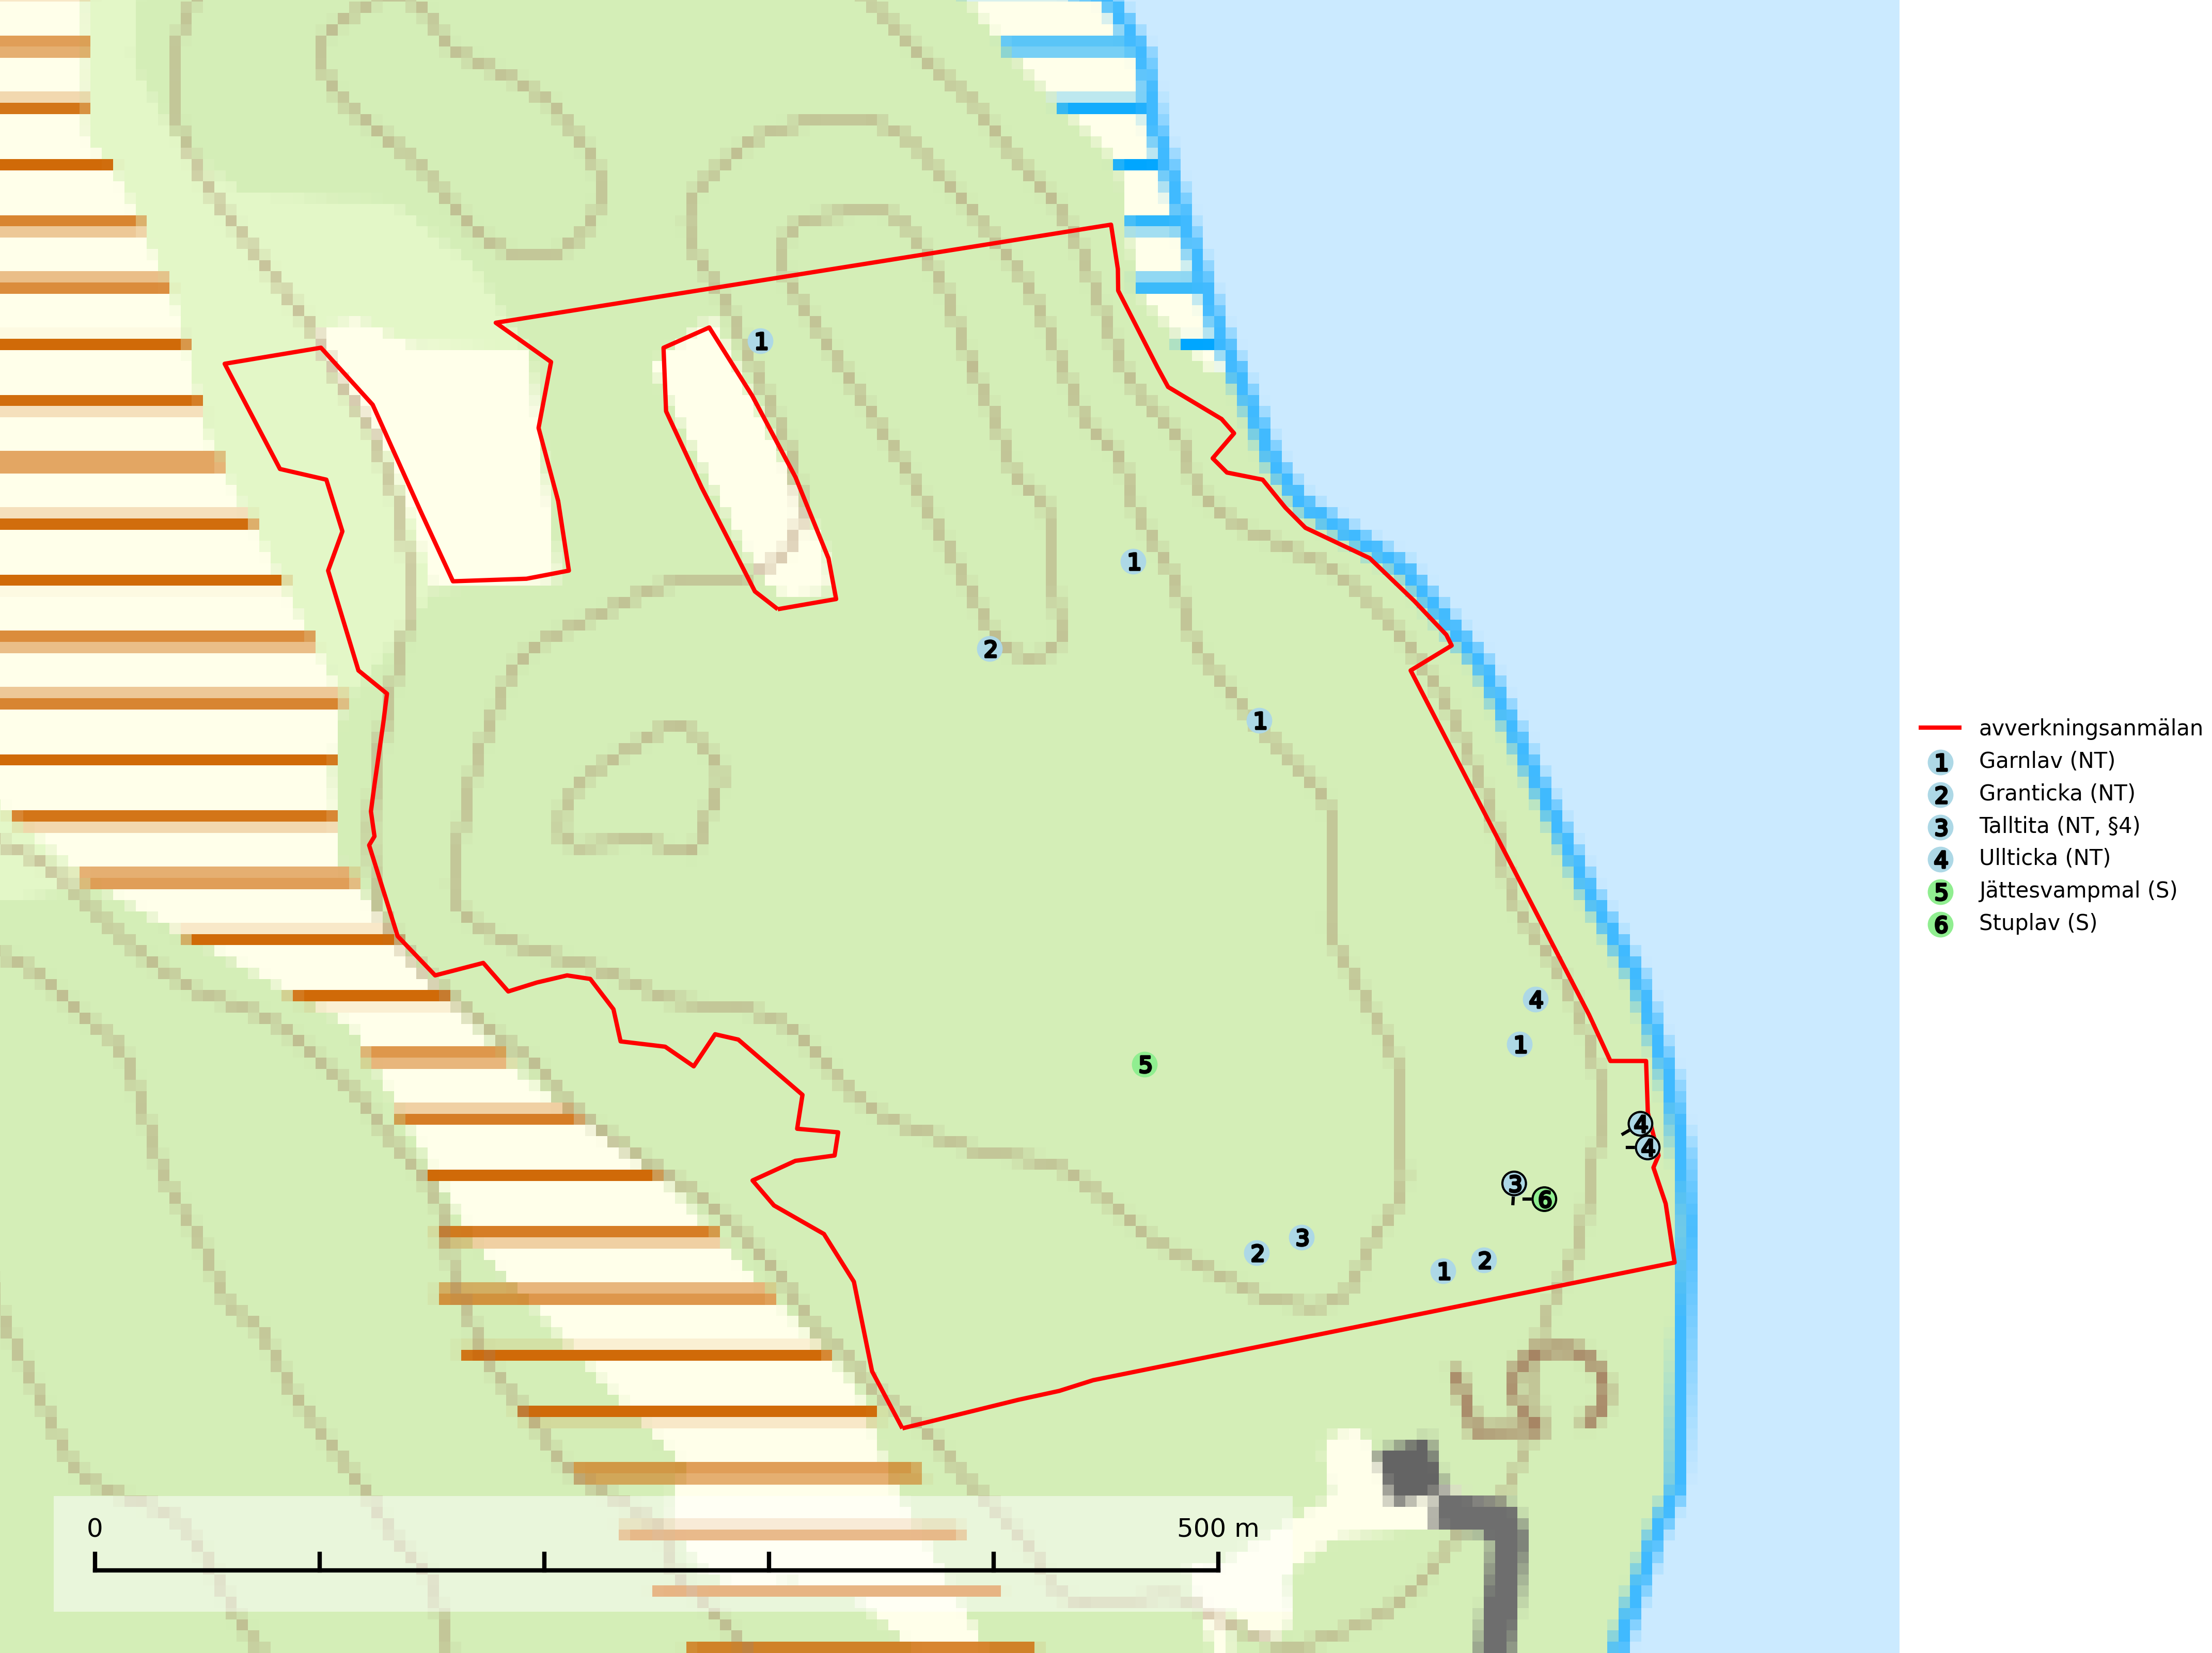 1
1
2
1
4
1
5
4
4
3
6
3
2
2
1
0
500 m
avverkningsanmälan
1 Garnlav (NT)
2 Granticka (NT)
3 Talltita (NT, §4)
4 Ullticka (NT)
5 Jättesvampmal (S)
6 Stuplav (S)